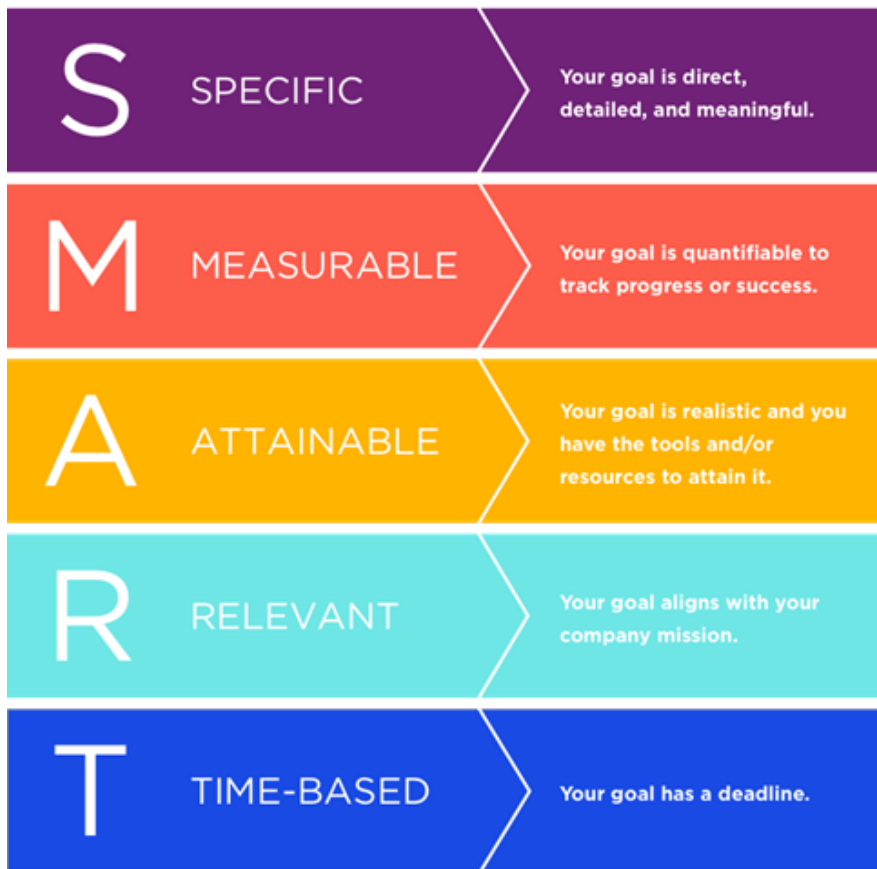 S SPECIFIC
Your goal is direct,
detailed, and meaningful.
M MEASURABLE
Your goal is quantifiable to
track progress or success.
A ATTAINABLE
Your goal is realistic and you
have the tools and/or
resources to attain it.
R RELEVANT
Your goal aligns with your
company mission.
T TIME-BASED
Your goal has a deadline.